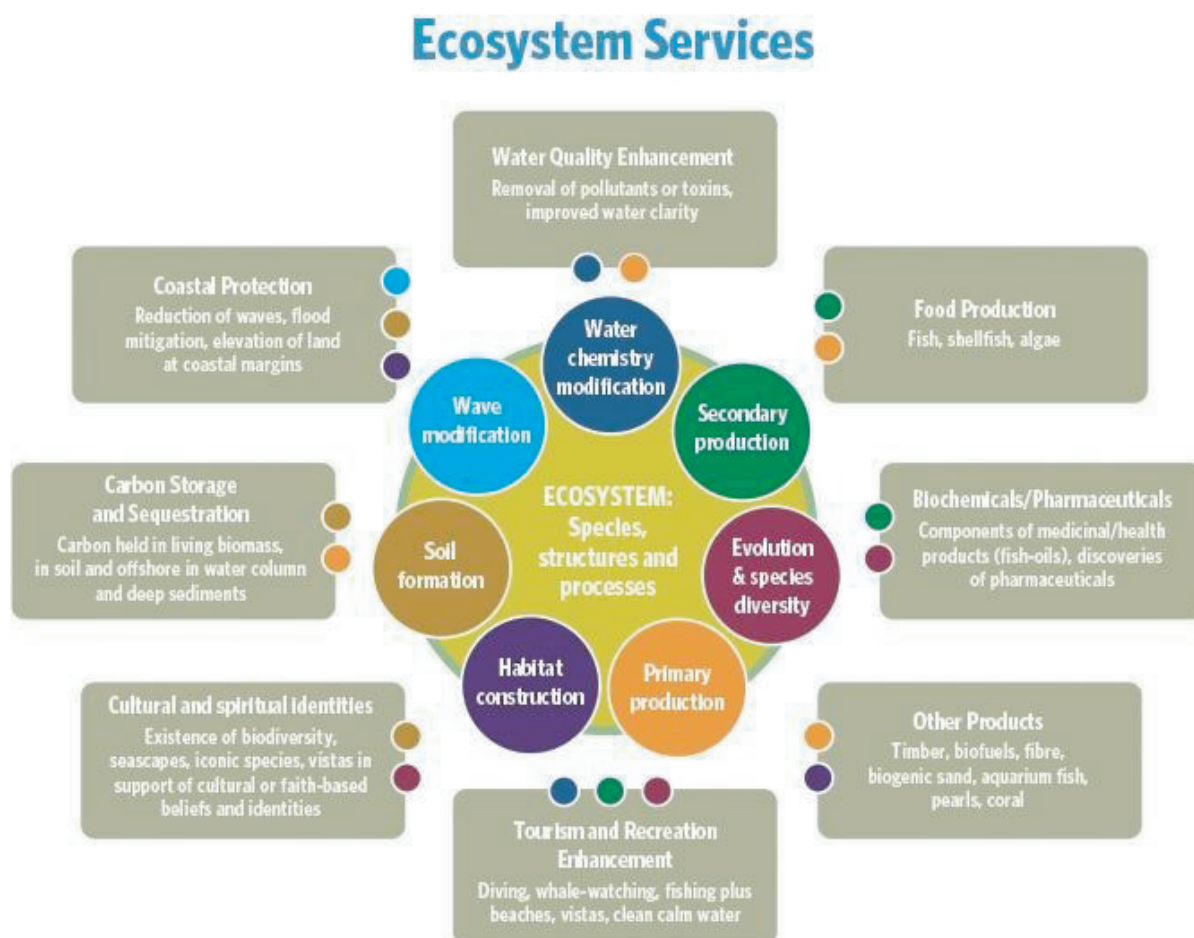 Ecosystem Services
Water Quality Enhancement
Removal of pollutants or toxins,
improved water clarity
Coastal Protection
Reduction of waves, flood
mitigation, elevation of land
at coastal margins
Food Production
Fish, shellfish, algae
Water
chemistry
modification
Wave
modification
Secondary
production
ECOSYSTEM:
Species,
structures and
processes
Carbon Storage
and Sequestration
Carbon held in living biomass,
in soil and offshore in water column
and deep sediments
Soil
formation
Evolution
& species
diversity
Biochemicals/Pharmaceuticals
Components of medicinal/health
products (fish-oils), discoveries
of pharmaceuticals
Habitat
construction
Primary
production
Cultural and spiritual identities
Existence of biodiversity,
seascapes, iconic species, vistas in
support of cultural or faith-based
beliefs and identities
Other Products
Timber, biofuels, fibre,
biogenic sand, aquarium fish,
pearls, coral
Tourism and Recreation
Enhancement
Diving, whale-watching, fishing plus
beaches, vistas, clean calm water